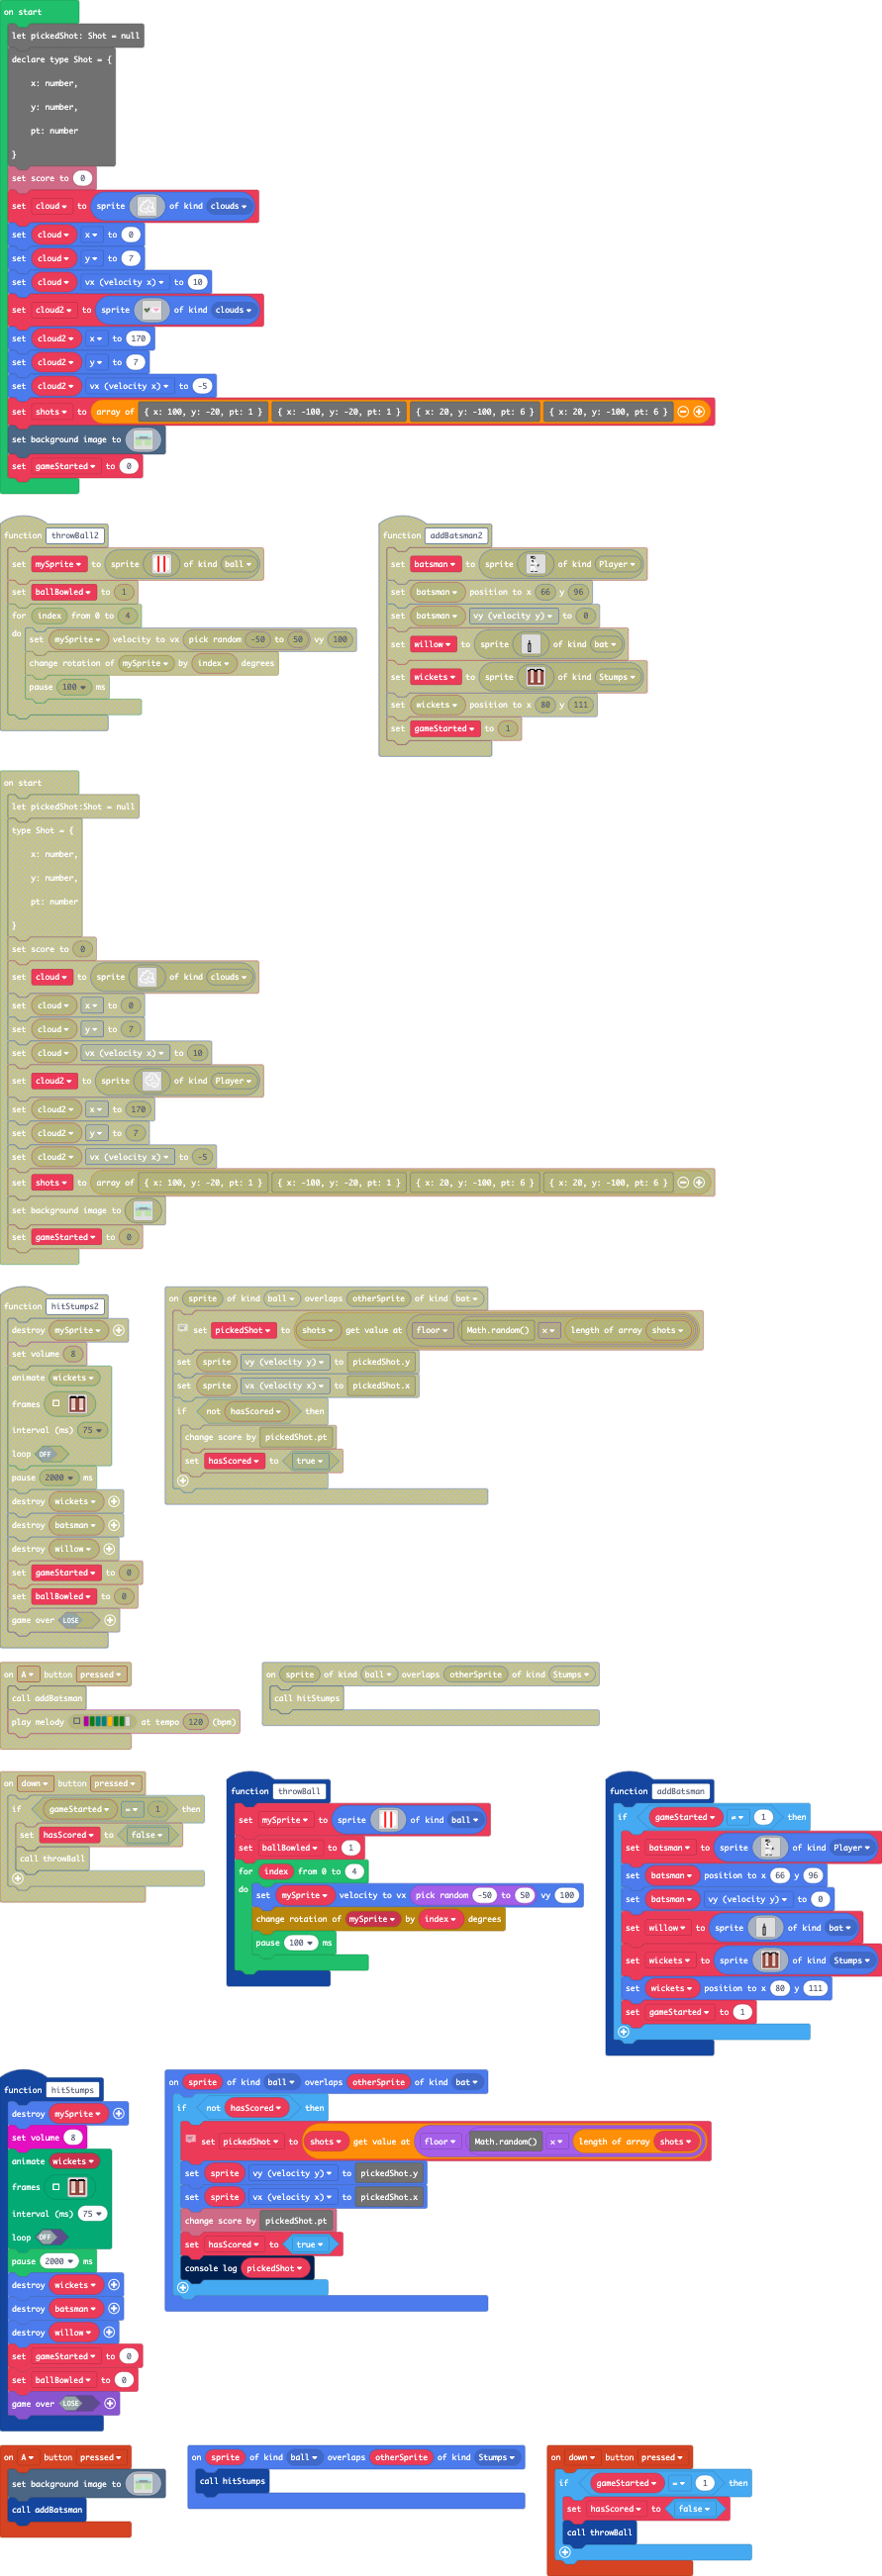 on start
let pickedShot: Shot = null
declare type Shot = {
x: number,
y: number,
pt: number
}
set score to 0
set cloud to sprite of kind clouds
set cloud x to 0
set cloud y to 7
set cloud vx (velocity x) to 10
set cloud2 to sprite of kind clouds
set cloud2 x to 170
set cloud2 y to 7
set cloud2 vx (velocity x) to -5
set shots to array of { x: 100, y: -20, pt: 1 } { x: -100, y: -20, pt: 1 } { x: 20, y: -100, pt: 6 } { x: 20, y: -100, pt: 6 }
set background image to
set gameStarted to 0
function throwBall2
set mySprite to sprite of kind ball
set ballBowled to 1
for index from 0 to 4
do set mySprite velocity to vx pick random -50 to 50 vy 100
change rotation of mySprite by index degrees
pause 100 ms
function addBatsman2
set batsman to sprite of kind Player
set batsman position to x 66 y 96
set batsman vy (velocity y) to 0
set willow to sprite of kind bat
set wickets to sprite of kind Stumps
set wickets position to x 80 y 111
set gameStarted to 1
on start
let pickedShot:Shot = null
type Shot = {
x: number,
y: number,
pt: number
}
set score to 0
set cloud to sprite of kind clouds
set cloud x to 0
set cloud y to 7
set cloud vx (velocity x) to 10
set cloud2 to sprite of kind Player
set cloud2 x to 170
set cloud2 y to 7
set cloud2 vx (velocity x) to -5
set shots to array of { x: 100, y: -20, pt: 1 } { x: -100, y: -20, pt: 1 } { x: 20, y: -100, pt: 6 } { x: 20, y: -100, pt: 6 }
set background image to
set gameStarted to 0
function hitStumps2
destroy mySprite
set volume 8
animate wickets
frames
interval (ms) 75
loop OFF
pause 2000 ms
destroy wickets
destroy batsman
destroy willow
set gameStarted to 0
set ballBowled to 0
game over LOSE
on sprite of kind ball overlaps otherSprite of kind bat
set pickedShot to shots get value at floor Math.random() x length of array shots
set sprite vy (velocity y) to pickedShot.y
set sprite vx (velocity x) to pickedShot.x
if not hasScored then
change score by pickedShot.pt
set hasScored to true
on A button pressed
call addBatsman
play melody at tempo 120 (bpm)
on sprite of kind ball overlaps otherSprite of kind Stumps
call hitStumps
on down button pressed
if gameStarted = 1 then
set hasScored to false
call throwBall
function throwBall
set mySprite to sprite of kind ball
set ballBowled to 1
for index from 0 to 4
do set mySprite velocity to vx pick random -50 to 50 vy 100
change rotation of mySprite by index degrees
pause 100 ms
function addBatsman
if gameStarted ≠ 1 then
set batsman to sprite of kind Player
set batsman position to x 66 y 96
set batsman vy (velocity y) to 0
set willow to sprite of kind bat
set wickets to sprite of kind Stumps
set wickets position to x 80 y 111
set gameStarted to 1
function hitStumps
destroy mySprite
set volume 8
animate wickets
frames
interval (ms) 75
loop OFF
pause 2000 ms
destroy wickets
destroy batsman
destroy willow
set gameStarted to 0
set ballBowled to 0
game over LOSE
on sprite of kind ball overlaps otherSprite of kind bat
if not hasScored then
set pickedShot to shots get value at floor Math.random() x length of array shots
set sprite vy (velocity y) to pickedShot.y
set sprite vx (velocity x) to pickedShot.x
change score by pickedShot.pt
set hasScored to true
console log pickedShot
on A button pressed
set background image to
call addBatsman
on sprite of kind ball overlaps otherSprite of kind Stumps
call hitStumps
on down button pressed
if gameStarted = 1 then
set hasScored to false
call throwBall